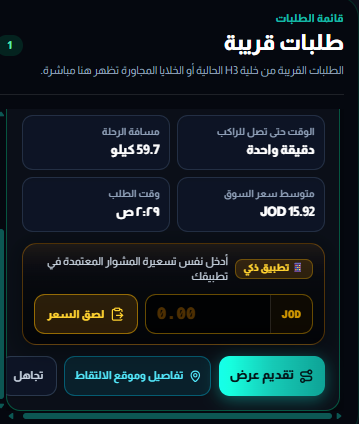 قائمة الطلبات
طلبات قريبة
1
الطلبات القريبة من خلية H3 الحالية أو الخلايا المجاورة تظهر هنا مباشرة.
الوقت حتى تصل للراكب
دقيقة واحدة
مسافة الرحلة
59.7 كيلو
متوسط سعر السوق
JOD 15.92
وقت الطلب
٢:٢٩ ص
تطبيق ذكي
أدخل نفس تسعيرة المشوار المعتمدة في
تطبيقك
JOD
0.00
لصق السعر
تقديم عرض
تفاصيل وموقع الالتقاط
تجاهل